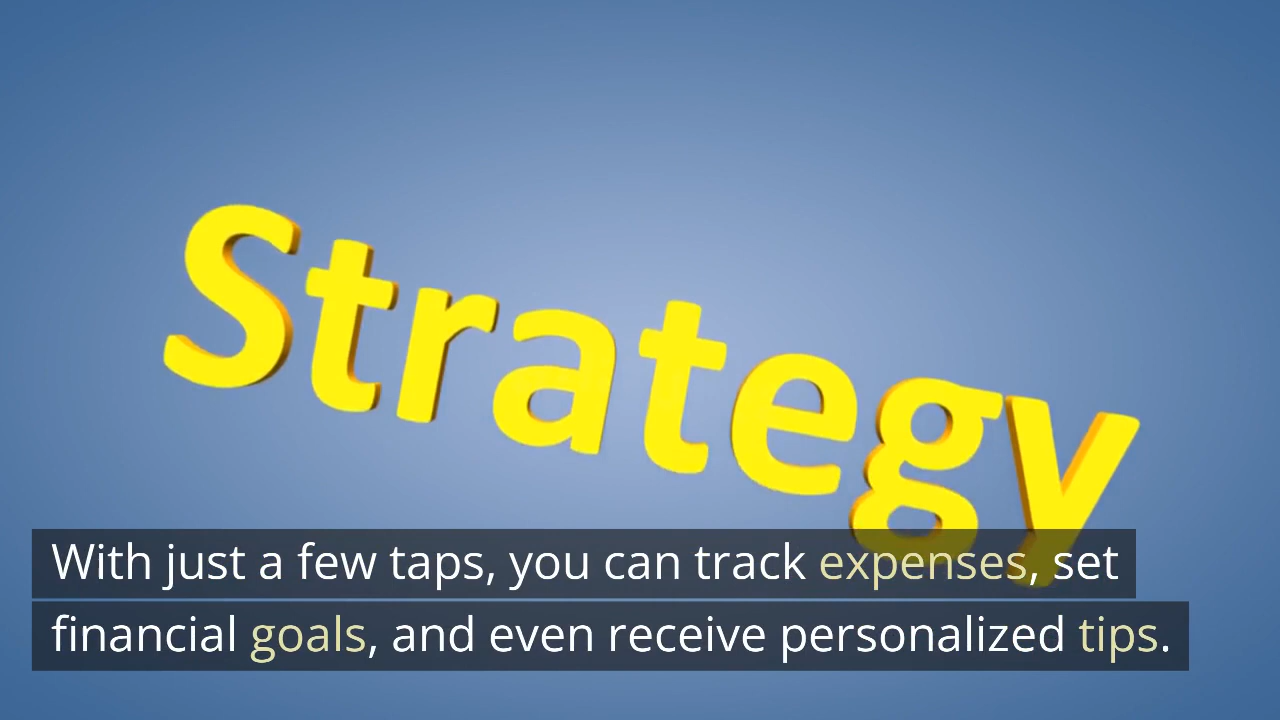 Strategy
With just a few taps, you can track expenses, set
financial goals, and even receive personalized tips.